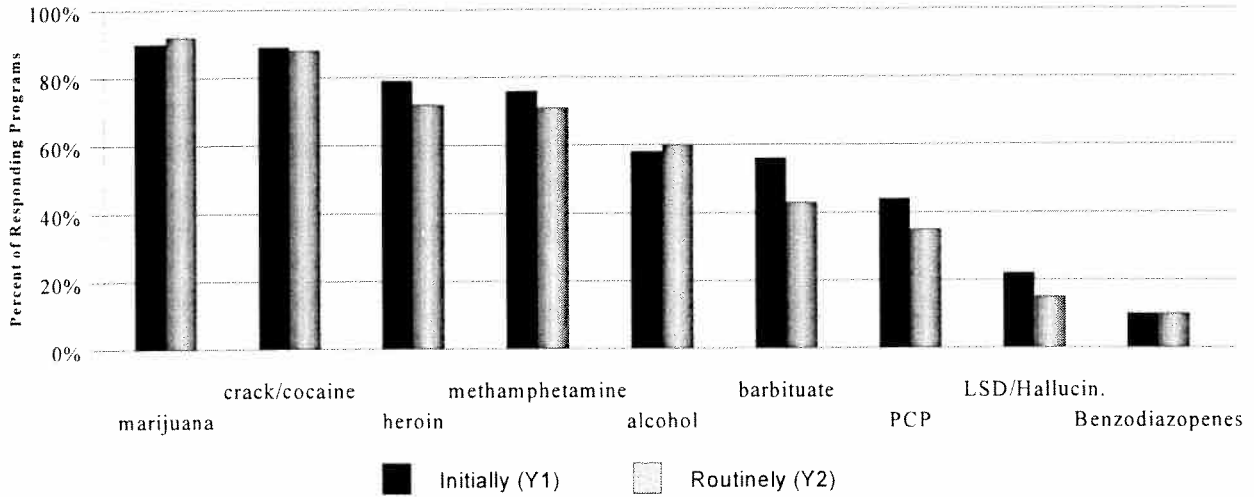 Percent of Responding Programs
100%
80%
60%
40%
20%
0%
marijuana
crack/cocaine
heroin
methamphetamine
alcohol
barbituate
PCP
LSD/Hallucin.
Benzodiazopenes
Initially (Y1)
Routinely (Y2)